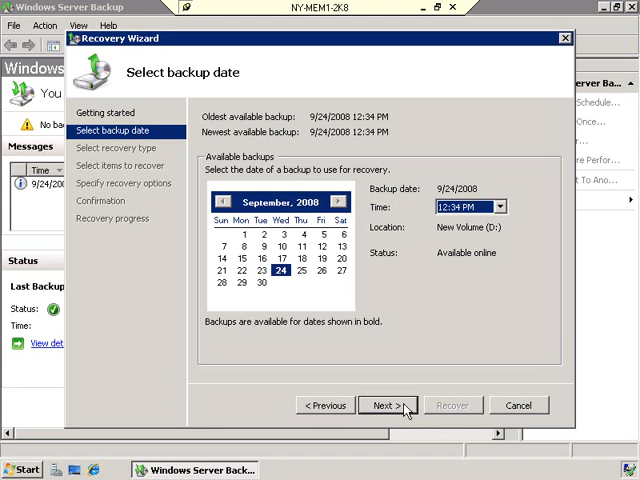 Windows Server Backup
NY-MEM1-2K8
File Action View Help
Recovery Wizard
Windows
Select backup date
You
No ba
Messages
Time
9/24/200
Status
Last Backup
Status:
Time:
View det
Getting started
Select backup date
Select recovery type
Select items to recover
Specify recovery options
Confirmation
Recovery progress
Oldest available backup: 9/24/2008 12:34 PM
Newest available backup: 9/24/2008 12:34 PM
Available backups
Select the date of a backup to use for recovery.
September, 2008
Sun Mon Tue Wed Thu Fri Sat
1 2 3 4 5 6
7 8 9 10 11 12 13
14 15 16 17 18 19 20
21 22 23 24 25 26 27
28 29 30
Backup date: 9/24/2008
Time: 12:34 PM
Location: New Volume (D:)
Status: Available online
Backups are available for dates shown in bold.
< Previous Next > Recover Cancel
erver Ba...
Schedule...
Once...
er
re Perfor...
t To Ano...
Start
Windows Server Back...